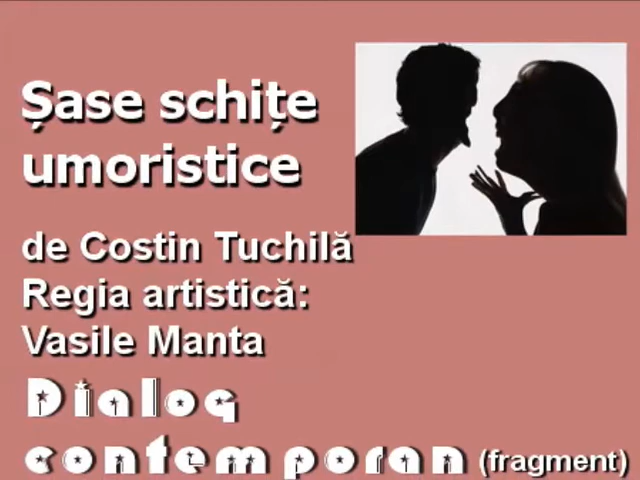 Șase schițe
umoristice
de Costin Tuchilă
Regia artistică:
Vasile Manta
Dialog
contemporan (fragment)